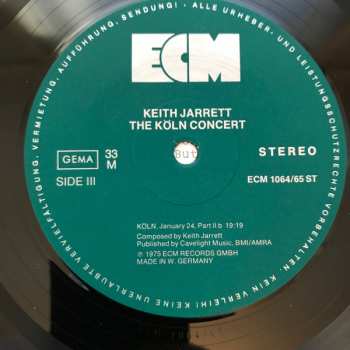 VERMIETUNG, AUFFÜHRUNG, SENDUNG! • ALLE URHEBER- UND LEISTUNGSSCHUTZRECHTE VORBEHALTEN. KEIN VERLEIH! KEINE UNERLAUBTE VERVIELFÄLTIGUNG,
ECM
KEITH JARRETT
THE KÖLN CONCERT
GEMA
33
M
But
STEREO
SIDE III
ECM 1064/65 ST
KÖLN, January 24, Part II b 19:19
Composed by Keith Jarrett
Published by Cavelight Music, BMI/AMRA
℗ 1975 ECM RECORDS GMBH
MADE IN W. GERMANY